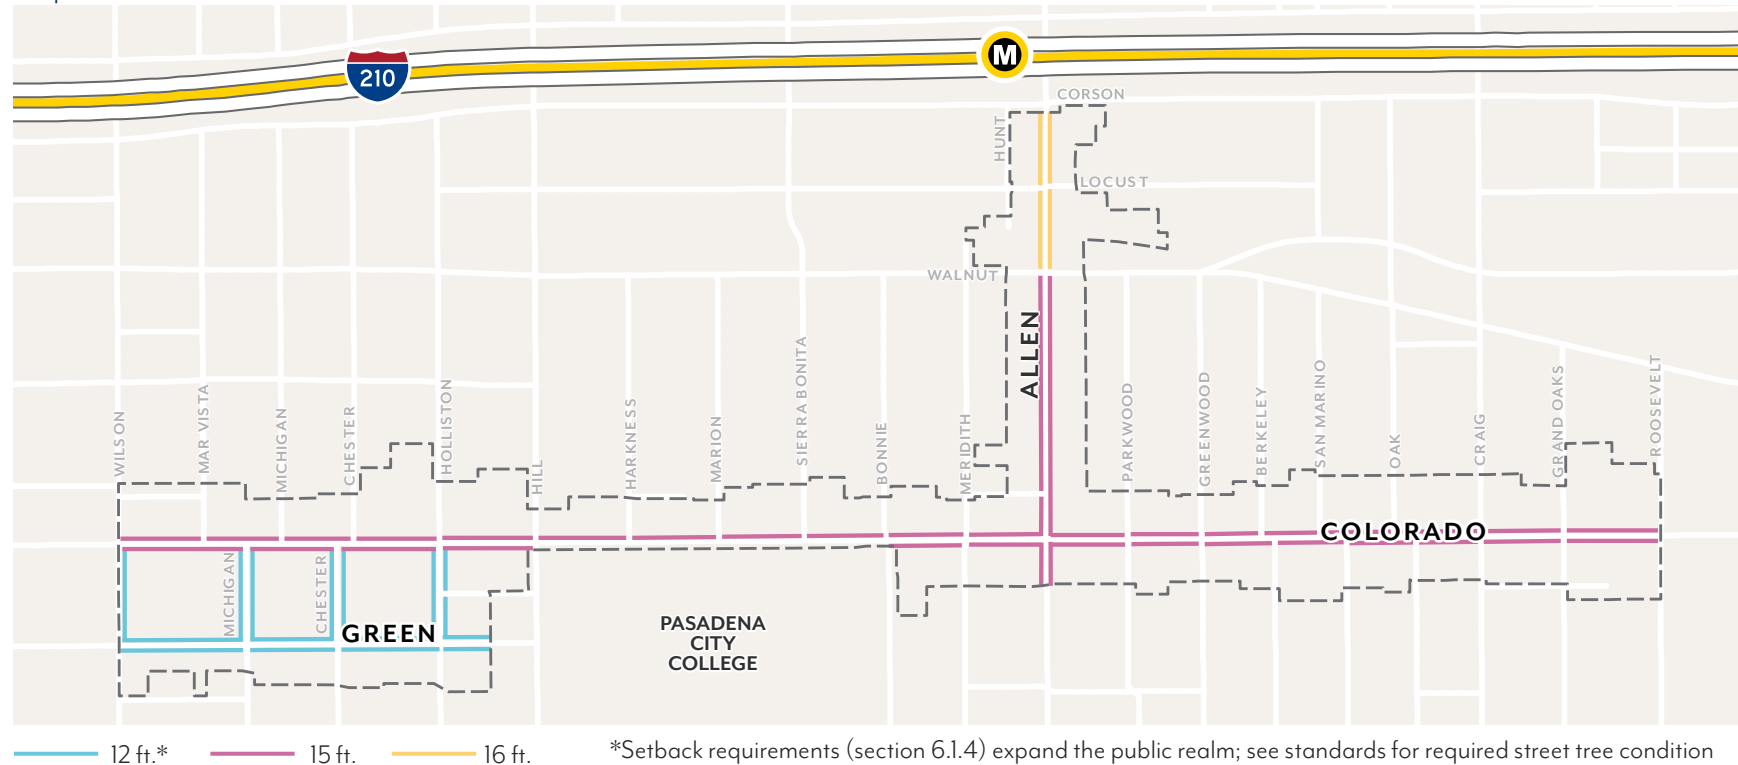 210
M
CORSON
HUNT
LOCUST
WALNUT
ALLEN
WILSON
MAR VISTA
MICHIGAN
CHESTER
HOLLISTON
HILL
HARKNESS
MARION
SIERRA BONITA
BONNIE
MERIDITH
PARKWOOD
GREENWOOD
BERKELEY
SAN MARINO
OAK
CRAIG
GRAND OAKS
ROOSEVELT
COLORADO
MICHIGAN
CHESTER
GREEN
PASADENA
CITY
COLLEGE
12 ft.*
15 ft.
16 ft.
*Setback requirements (section 6.1.4) expand the public realm; see standards for required street tree condition